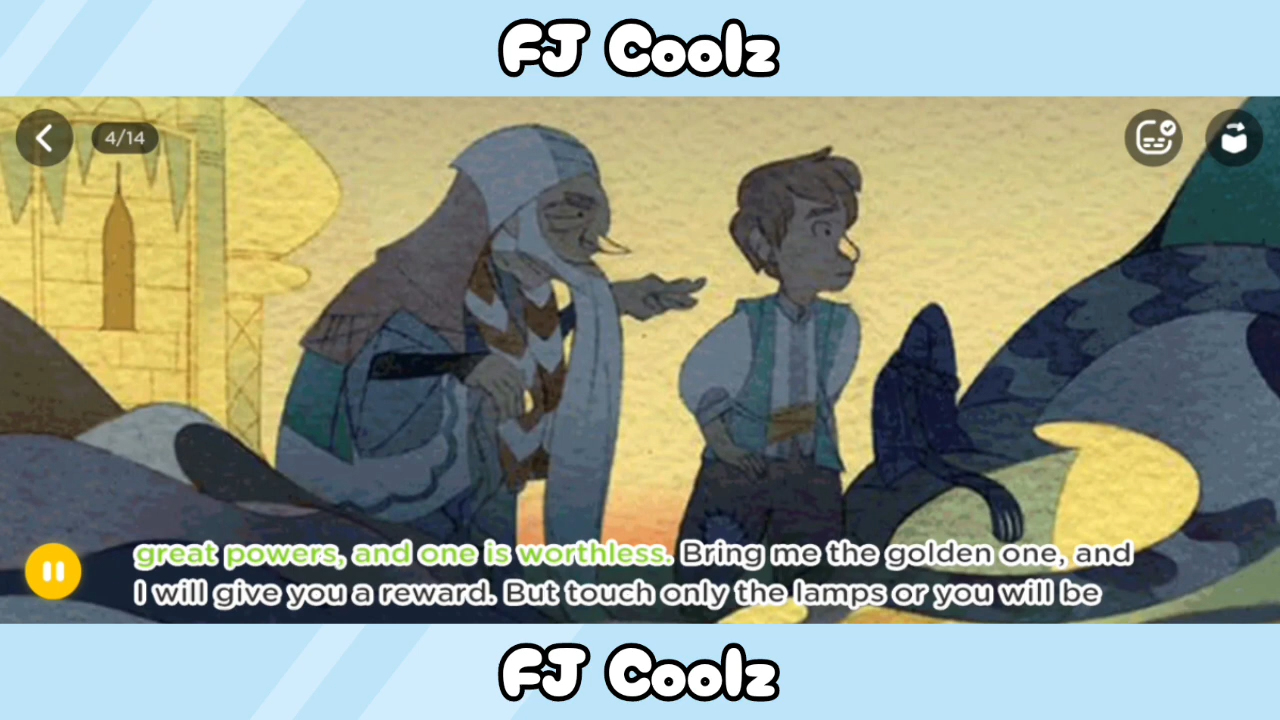 FJ Coolz
4/14
great powers, and one is worthless. Bring me the golden one, and
I will give you a reward. But touch only the lamps or you will be
FJ Coolz